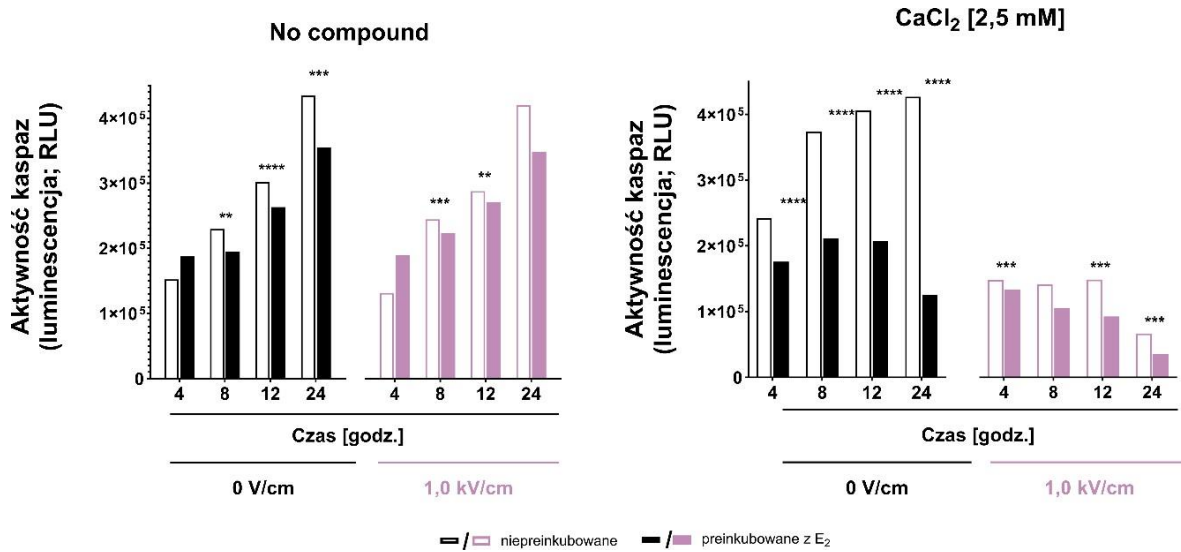 No compound
Aktywność kaspaz
(luminescencja; RLU)
4×10⁵
3×10⁵
2×10⁵
1×10⁵
0
** **** *** *** **
4 8 12 24 4 8 12 24
Czas [godz.]
0 V/cm 1,0 kV/cm
CaCl₂ [2,5 mM]
Aktywność kaspaz
(luminescencja; RLU)
4×10⁵
3×10⁵
2×10⁵
1×10⁵
0
**** **** **** **** *** *** ***
4 8 12 24 4 8 12 24
Czas [godz.]
0 V/cm 1,0 kV/cm
/ niepreinkubowane / preinkubowane z E₂